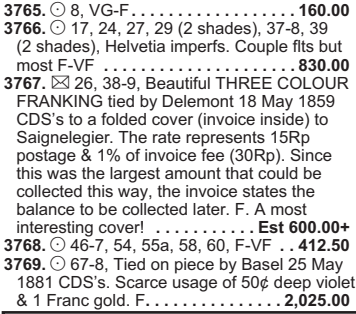 3765. ⊙ 8, VG-F . . . . . . . . . . . . . . . . . . 160.00
3766. ⊙ 17, 24, 27, 29 (2 shades), 37-8, 39
(2 shades), Helvetia imperfs. Couple flts but
most F-VF . . . . . . . . . . . . . . . . . . 830.00
3767. ✉ 26, 38-9, Beautiful THREE COLOUR
FRANKING tied by Delemont 18 May 1859
CDS's to a folded cover (invoice inside) to
Saignelegier. The rate represents 15Rp
postage & 1% of invoice fee (30Rp). Since
this was the largest amount that could be
collected this way, the invoice states the
balance to be collected later. F. A most
interesting cover! . . . . . . . . . . . Est 600.00+
3768. ⊙ 46-7, 54, 55a, 58, 60, F-VF . . 412.50
3769. ⊙ 67-8, Tied on piece by Basel 25 May
1881 CDS's. Scarce usage of 50¢ deep violet
& 1 Franc gold. F. . . . . . . . . . . . . . . 2,025.00